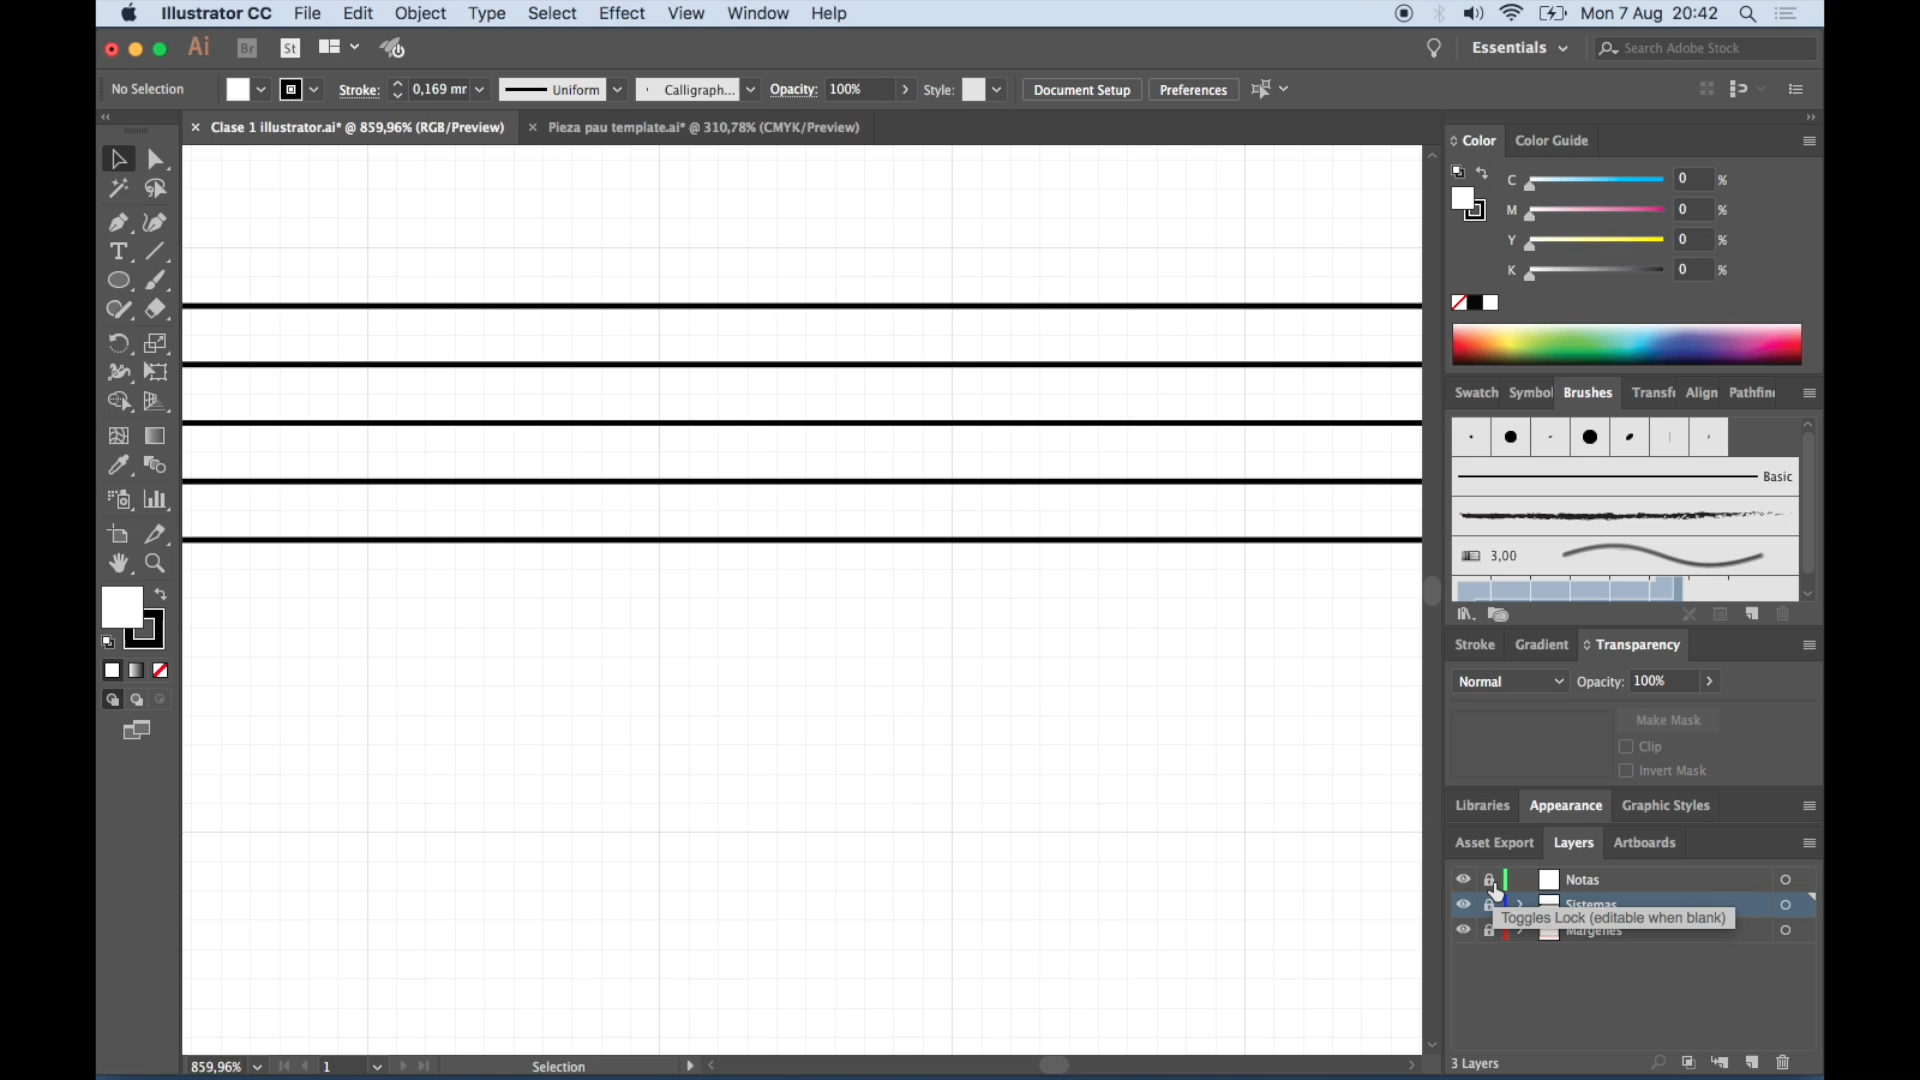 Illustrator CC File Edit Object Type Select Effect View Window Help Mon 7 Aug 20:42
Ai Br St Essentials Search Adobe Stock
No Selection Stroke: 0,169 mr Uniform Calligraph... Opacity: 100% Style: Document Setup Preferences
Clase 1 illustrator.ai* @ 859,96% (RGB/Preview) Pieza pau template.ai* @ 310,78% (CMYK/Preview)
Color Color Guide
C 0 %
M 0 %
Y 0 %
K 0 %
Swatch Symbol Brushes Transfo Align Pathfin
Basic
3,00
Stroke Gradient Transparency
Normal Opacity: 100%
Make Mask
Clip
Invert Mask
Libraries Appearance Graphic Styles
Asset Export Layers Artboards
Notas
Sistemas
Toggles Lock (editable when blank)
Margenes
859,96% 1 Selection 3 Layers